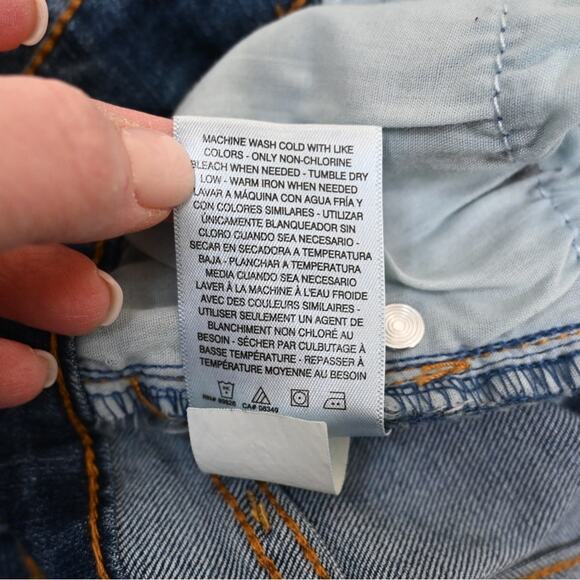 MACHINE WASH COLD WITH LIKE
COLORS - ONLY NON-CHLORINE
BLEACH WHEN NEEDED - TUMBLE DRY
LOW - WARM IRON WHEN NEEDED
LAVAR A MÁQUINA CON AGUA FRÍA Y
CON COLORES SIMILARES - UTILIZAR
ÚNICAMENTE BLANQUEADOR SIN
CLORO CUANDO SEA NECESARIO -
SECAR EN SECADORA A TEMPERATURA
BAJA - PLANCHAR A TEMPERATURA
MEDIA CUANDO SEA NECESARIO
LAVER À LA MACHINE À L'EAU FROIDE
AVEC DES COULEURS SIMILAIRES -
UTILISER SEULEMENT UN AGENT DE
BLANCHIMENT NON CHLORÉ AU
BESOIN - SÉCHER PAR CULBUTAGE À
BASSE TEMPÉRATURE - REPASSER À
TEMPÉRATURE MOYENNE AU BESOIN
RN# CA#